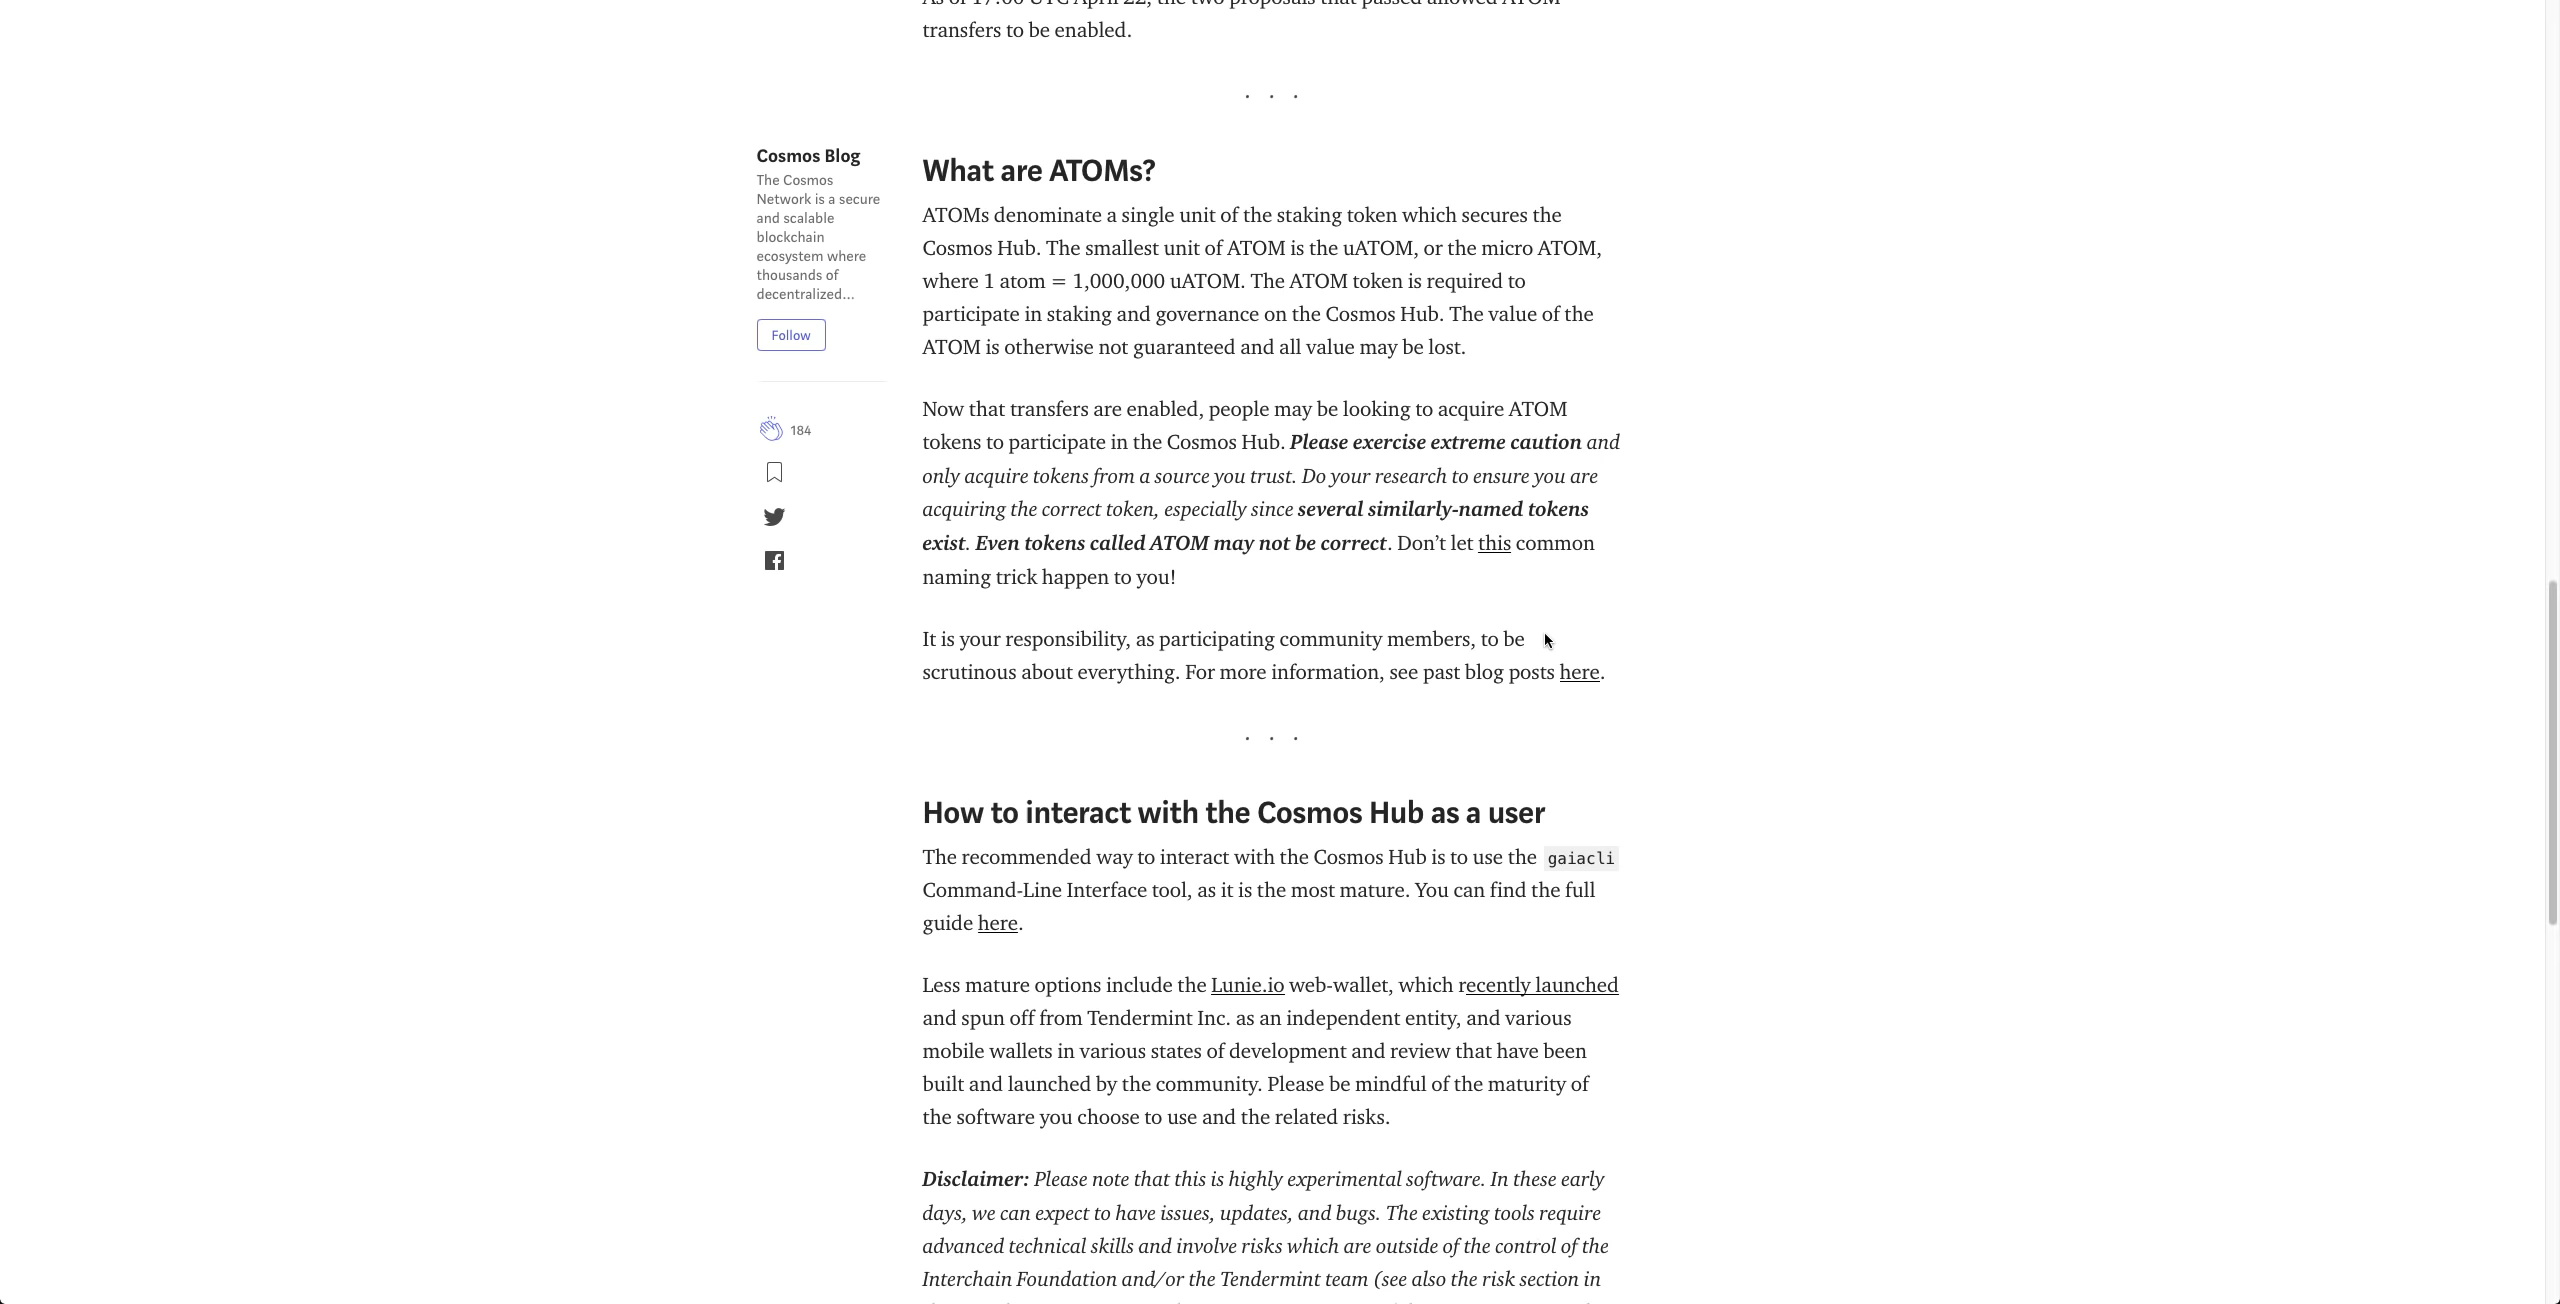 As of 17:00 UTC April 22, the two proposals that passed allowed ATOM
transfers to be enabled.
. . .
Cosmos Blog
The Cosmos
Network is a secure
and scalable
blockchain
ecosystem where
thousands of
decentralized...
Follow
184
What are ATOMs?
ATOMs denominate a single unit of the staking token which secures the
Cosmos Hub. The smallest unit of ATOM is the uATOM, or the micro ATOM,
where 1 atom = 1,000,000 uATOM. The ATOM token is required to
participate in staking and governance on the Cosmos Hub. The value of the
ATOM is otherwise not guaranteed and all value may be lost.
Now that transfers are enabled, people may be looking to acquire ATOM
tokens to participate in the Cosmos Hub. Please exercise extreme caution and
only acquire tokens from a source you trust. Do your research to ensure you are
acquiring the correct token, especially since several similarly-named tokens
exist. Even tokens called ATOM may not be correct. Don’t let this common
naming trick happen to you!
It is your responsibility, as participating community members, to be
scrutinous about everything. For more information, see past blog posts here.
. . .
How to interact with the Cosmos Hub as a user
The recommended way to interact with the Cosmos Hub is to use the gaiacli
Command-Line Interface tool, as it is the most mature. You can find the full
guide here.
Less mature options include the Lunie.io web-wallet, which recently launched
and spun off from Tendermint Inc. as an independent entity, and various
mobile wallets in various states of development and review that have been
built and launched by the community. Please be mindful of the maturity of
the software you choose to use and the related risks.
Disclaimer: Please note that this is highly experimental software. In these early
days, we can expect to have issues, updates, and bugs. The existing tools require
advanced technical skills and involve risks which are outside of the control of the
Interchain Foundation and/or the Tendermint team (see also the risk section in